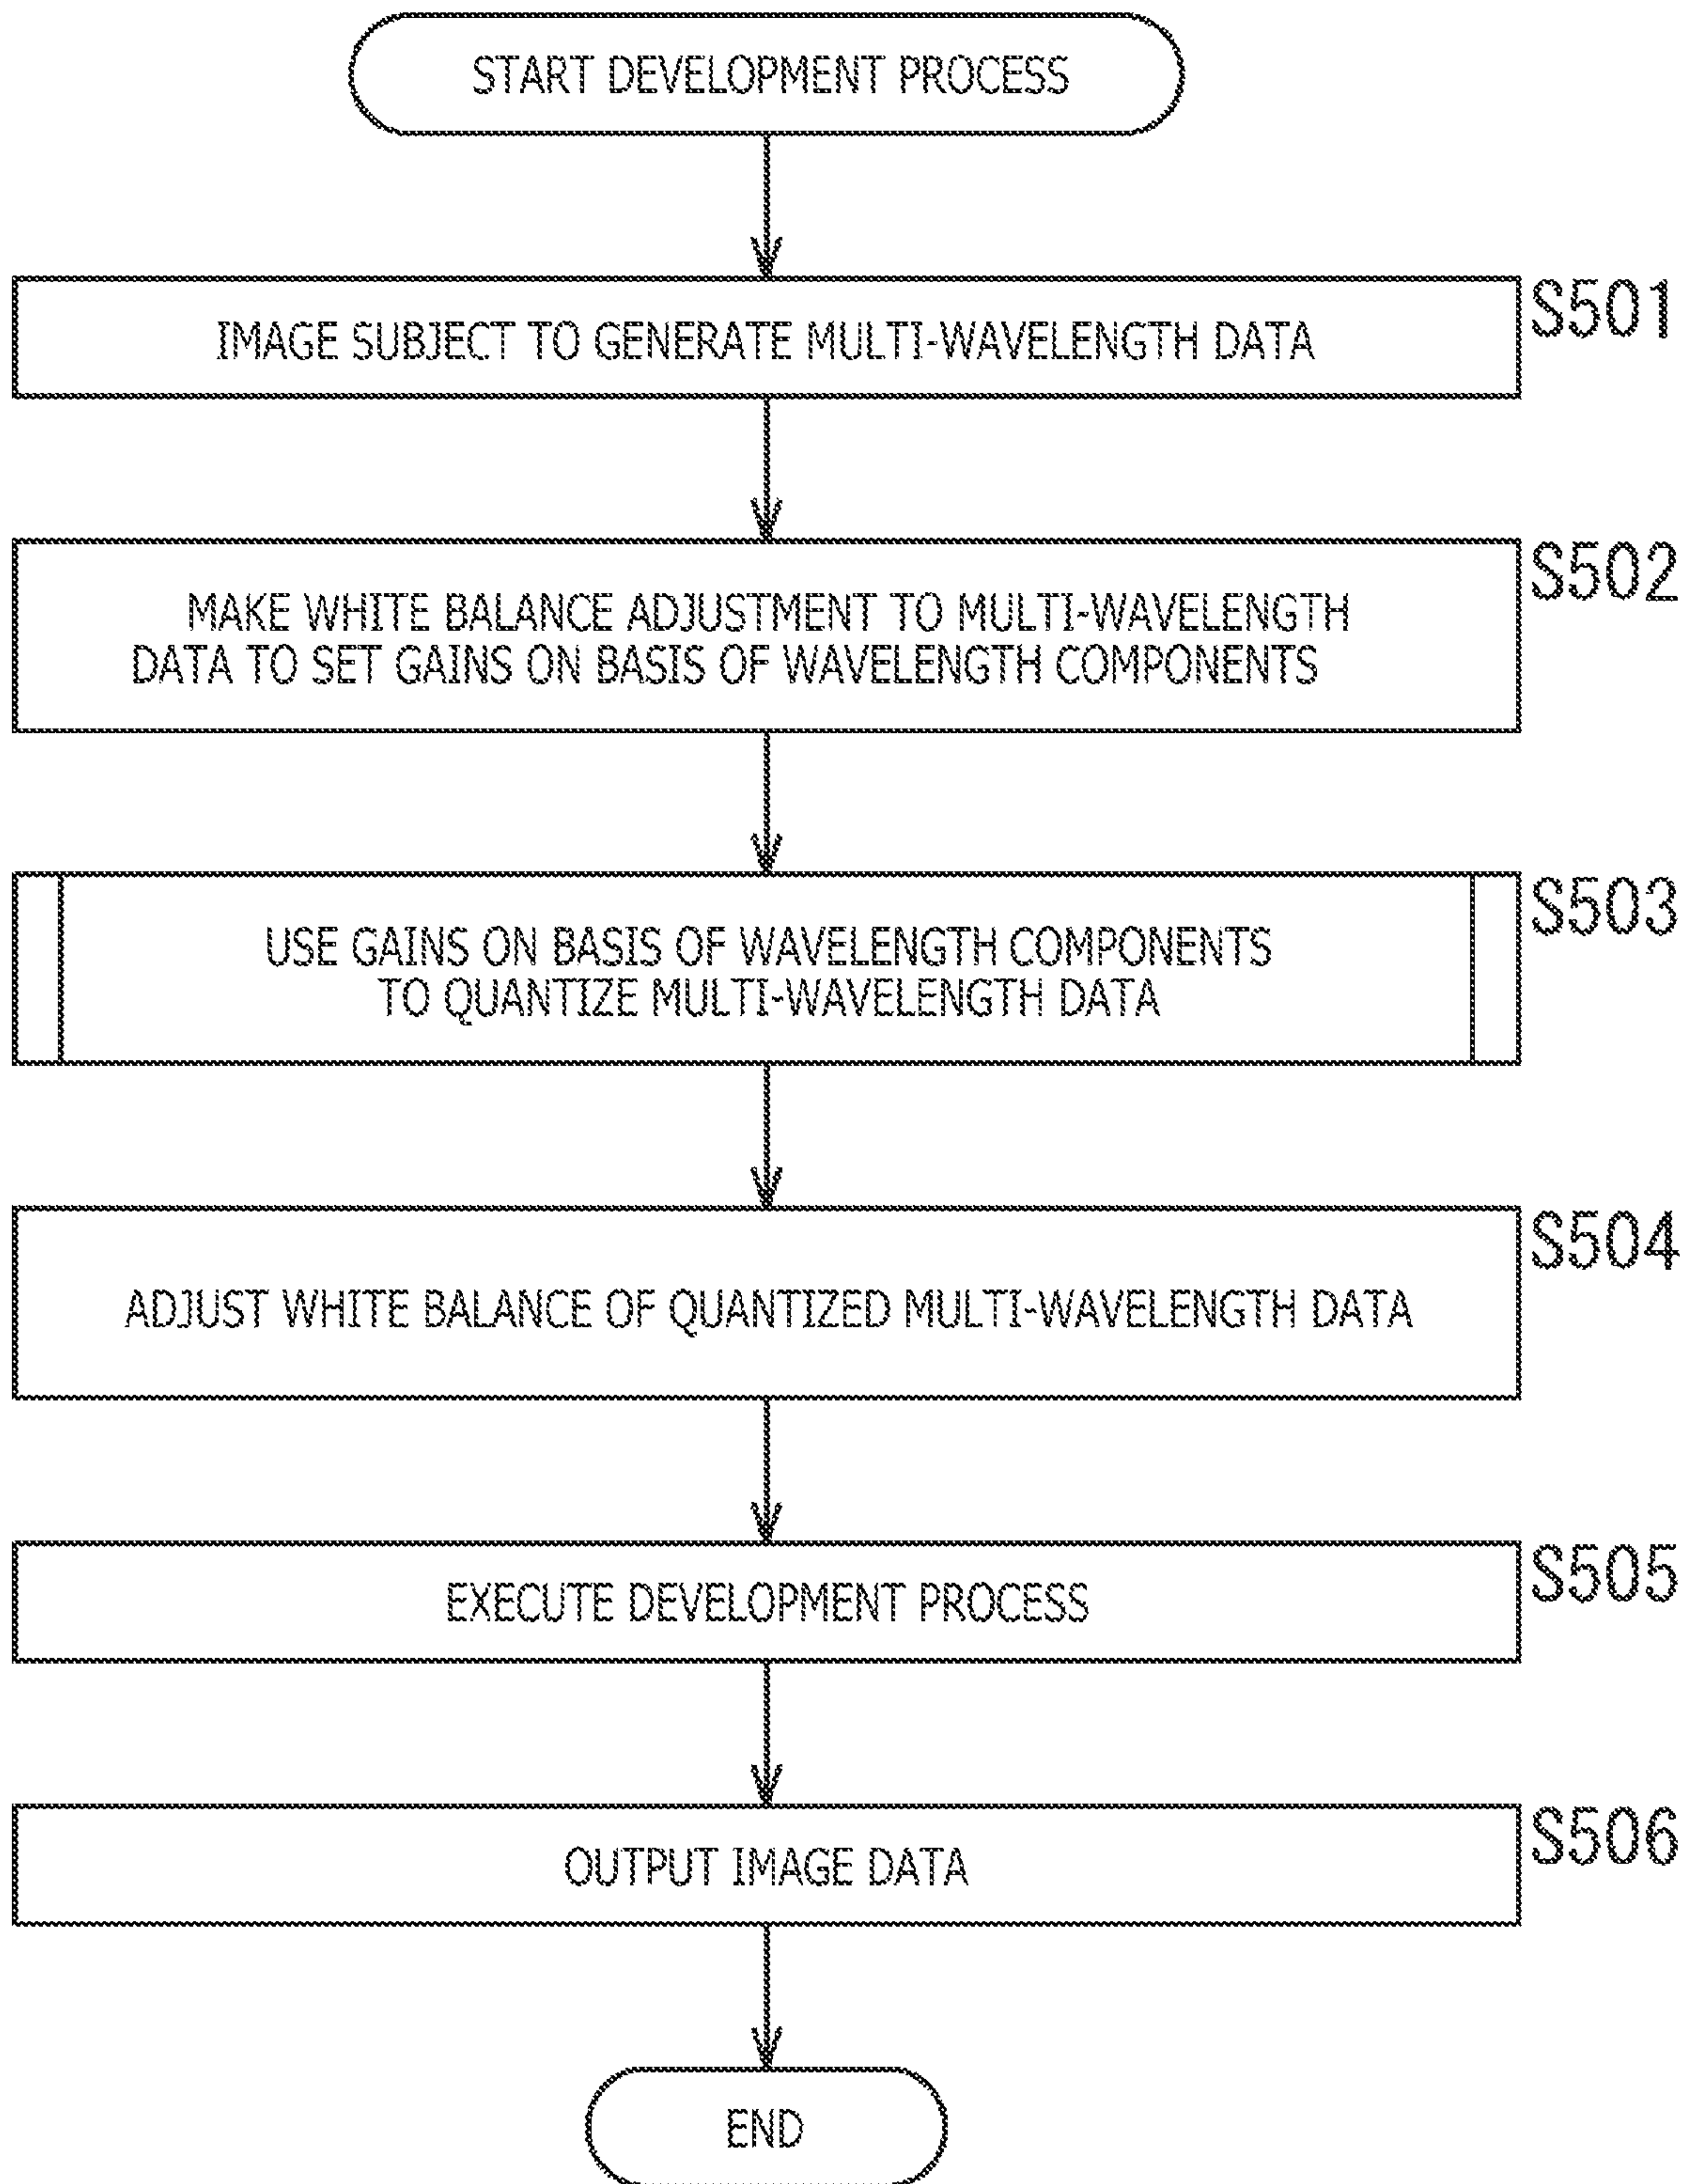 START DEVELOPMENT PROCESS
S501
IMAGE SUBJECT TO GENERATE MULTI-WAVELENGTH DATA
S502
MAKE WHITE BALANCE ADJUSTMENT TO MULTI-WAVELENGTH
DATA TO SET GAINS ON BASIS OF WAVELENGTH COMPONENTS
S503
USE GAINS ON BASIS OF WAVELENGTH COMPONENTS
TO QUANTIZE MULTI-WAVELENGTH DATA
S504
ADJUST WHITE BALANCE OF QUANTIZED MULTI-WAVELENGTH DATA
S505
EXECUTE DEVELOPMENT PROCESS
S506
OUTPUT IMAGE DATA
END